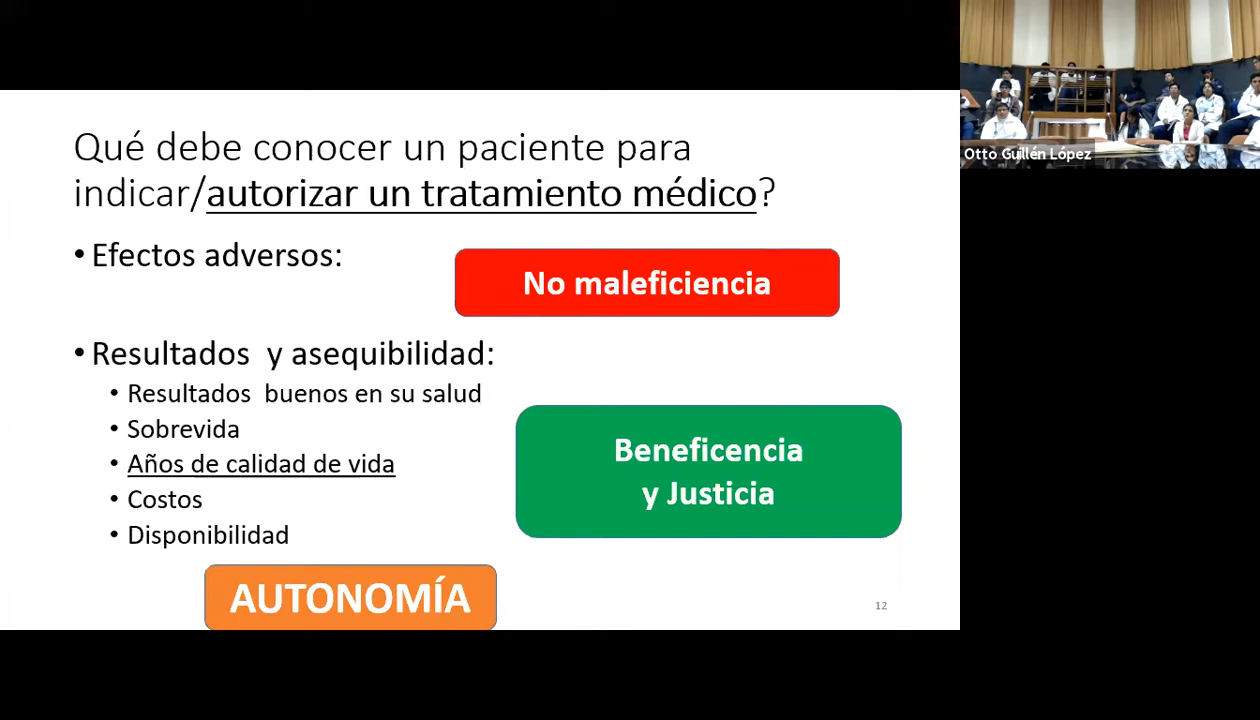 Qué debe conocer un paciente para
indicar/autorizar un tratamiento médico?
• Efectos adversos:
No maleficiencia
• Resultados y asequibilidad:
• Resultados buenos en su salud
• Sobrevida
• Años de calidad de vida
• Costos
• Disponibilidad
Beneficencia
y Justicia
AUTONOMÍA
12
Otto Guillén López